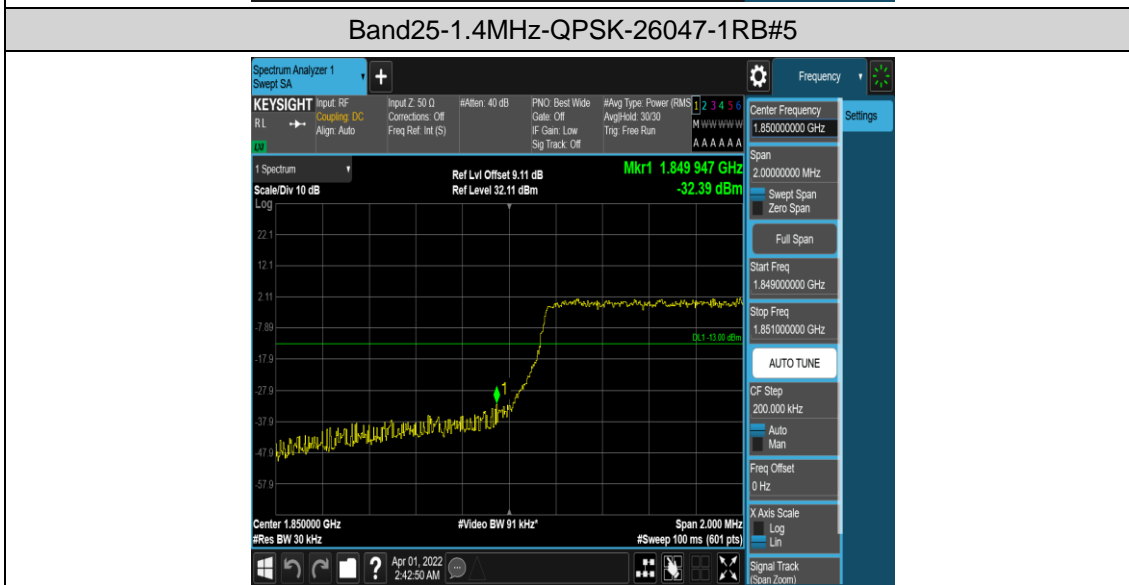 Band25-1.4MHz-QPSK-26047-1RB#5
Spectrum Analyzer 1
Swept SA
+
Frequency
KEYSIGHT
RL
Input: RF
Coupling: DC
Align: Auto
Input Z: 50 Ω
Corrections: Off
Freq Ref: Int (S)
#Atten: 40 dB
PNO: Best Wide
Gate: Off
IF Gain: Low
Sig Track: Off
#Avg Type: Power (RMS
Avg|Hold: 30/30
Trig: Free Run
1 2 3 4 5 6
M W W W W W
A A A A A A
1 Spectrum
Scale/Div 10 dB
Log
Ref Lvl Offset 9.11 dB
Ref Level 32.11 dBm
Mkr1 1.849 947 GHz
-32.39 dBm
22.1
12.1
2.11
-7.89
-17.9
-27.9
-37.9
-47.9
-57.9
DL1 -13.00 dBm
1
Center 1.850000 GHz
#Res BW 30 kHz
#Video BW 91 kHz*
Span 2.000 MHz
#Sweep 100 ms (601 pts)
Center Frequency
1.850000000 GHz
Settings
Span
2.00000000 MHz
Swept Span
Zero Span
Full Span
Start Freq
1.849000000 GHz
Stop Freq
1.851000000 GHz
AUTO TUNE
CF Step
200.000 kHz
Auto
Man
Freq Offset
0 Hz
X Axis Scale
Log
Lin
Signal Track
(Span Zoom)
?
Apr 01, 2022
2:42:50 AM